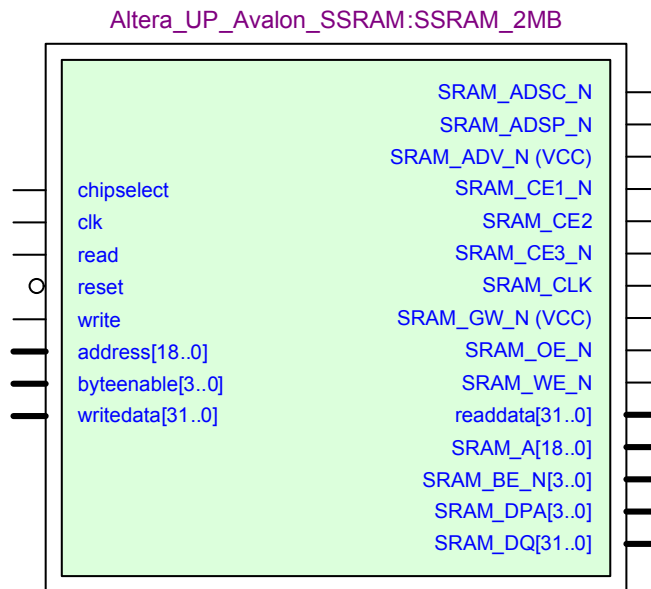 Altera_UP_Avalon_SSRAM:SSRAM_2MB
chipselect
clk
read
reset
write
address[18..0]
byteenable[3..0]
writedata[31..0]
SRAM_ADSC_N
SRAM_ADSP_N
SRAM_ADV_N (VCC)
SRAM_CE1_N
SRAM_CE2
SRAM_CE3_N
SRAM_CLK
SRAM_GW_N (VCC)
SRAM_OE_N
SRAM_WE_N
readdata[31..0]
SRAM_A[18..0]
SRAM_BE_N[3..0]
SRAM_DPA[3..0]
SRAM_DQ[31..0]